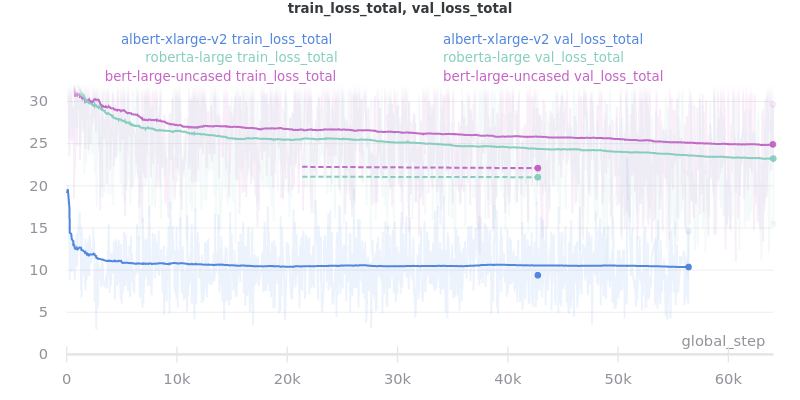 train_loss_total, val_loss_total
albert-xlarge-v2 train_loss_total
albert-xlarge-v2 val_loss_total
roberta-large train_loss_total
roberta-large val_loss_total
bert-large-uncased train_loss_total
bert-large-uncased val_loss_total
30
25
20
15
10
5
0
global_step
0 10k 20k 30k 40k 50k 60k